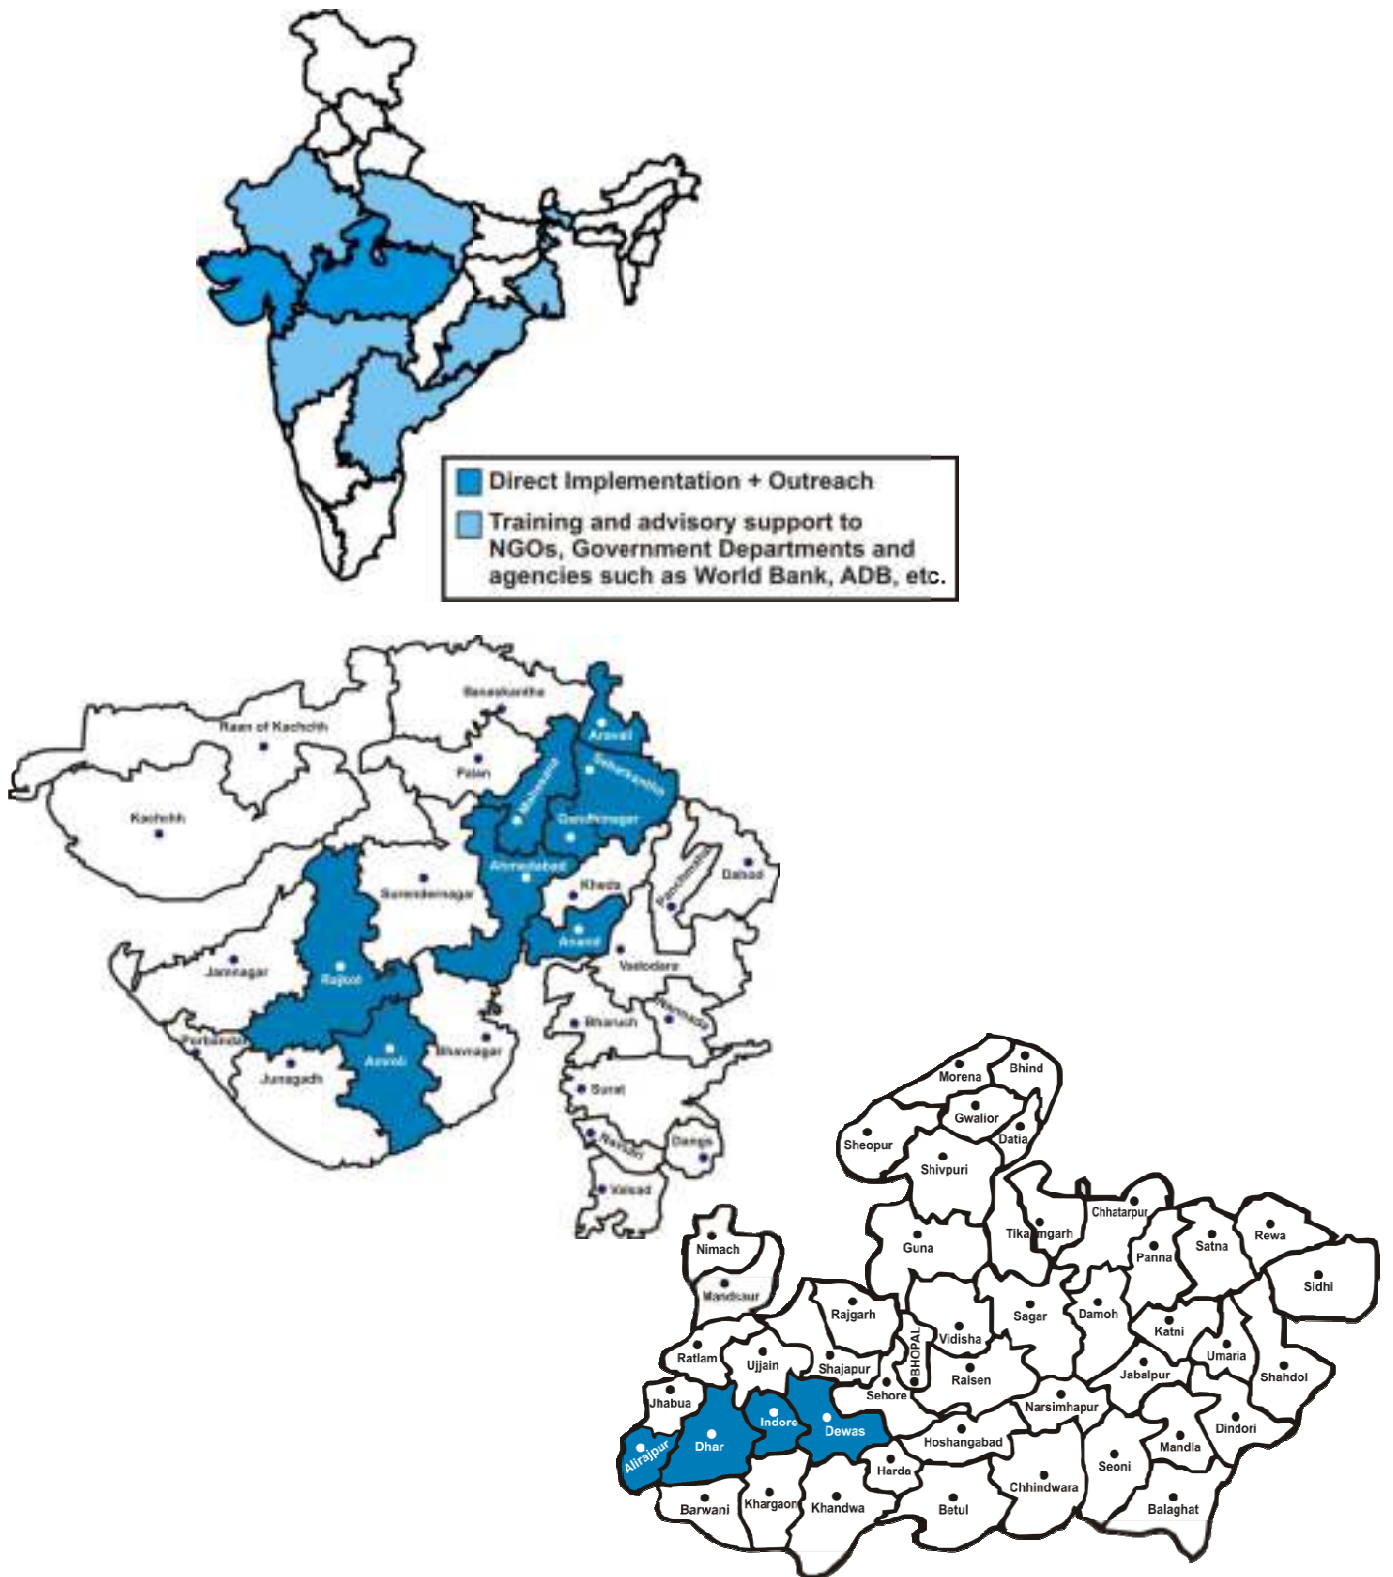 Direct Implementation + Outreach
Training and advisory support to
NGOs, Government Departments and
agencies such as World Bank, ADB, etc.
Banaskantha
Raan of Kachchh
Aravali
Patan
Mahesana
Sabarkantha
Kachchh
Gandhinagar
Ahmedabad
Surendernagar
Kheda
Panchmahal
Dahod
Anand
Jamnagar
Rajkot
Vadodara
Bharuch
Narmada
Porbandar
Amreli
Bhavnagar
Junagadh
Surat
Navsari
Dangs
Valsad
Morena
Bhind
Gwalior
Datia
Sheopur
Shivpuri
Chhatarpur
Tikamgarh
Nimach
Guna
Panna
Satna
Rewa
Sidhi
Mandsaur
Rajgarh
Sagar
Damoh
Katni
Vidisha
BHOPAL
Ratlam
Ujjain
Shajapur
Umaria
Raisen
Jabalpur
Shahdol
Jhabua
Sehore
Narsimhapur
Indore
Dewas
Dindori
Dhar
Hoshangabad
Mandla
Alirajpur
Harda
Seoni
Chhindwara
Barwani
Khargaon
Khandwa
Betul
Balaghat